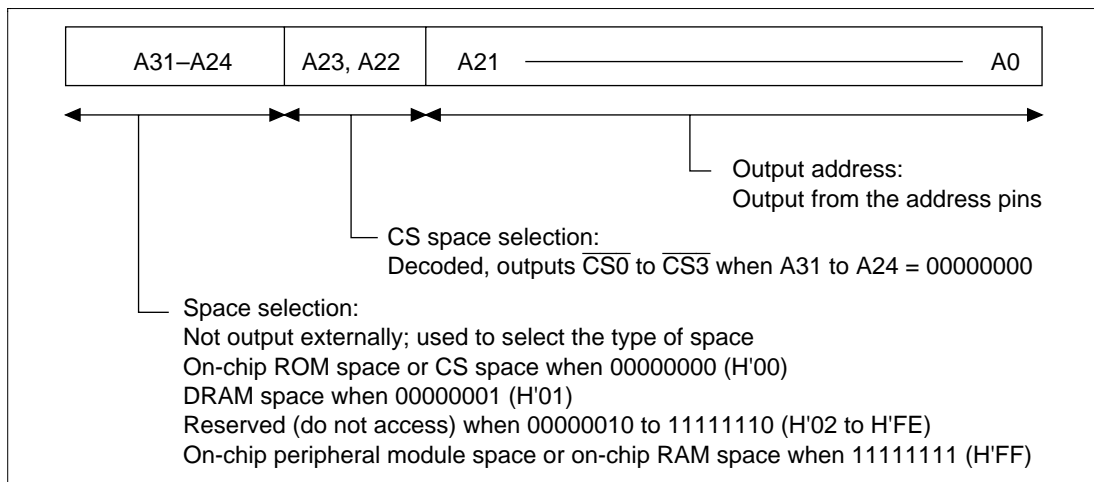 A31–A24 A23, A22 A21 A0
Output address:
Output from the address pins
CS space selection:
Decoded, outputs C̅S̅0̅ to C̅S̅3̅ when A31 to A24 = 00000000
Space selection:
Not output externally; used to select the type of space
On-chip ROM space or CS space when 00000000 (H'00)
DRAM space when 00000001 (H'01)
Reserved (do not access) when 00000010 to 11111110 (H'02 to H'FE)
On-chip peripheral module space or on-chip RAM space when 11111111 (H'FF)